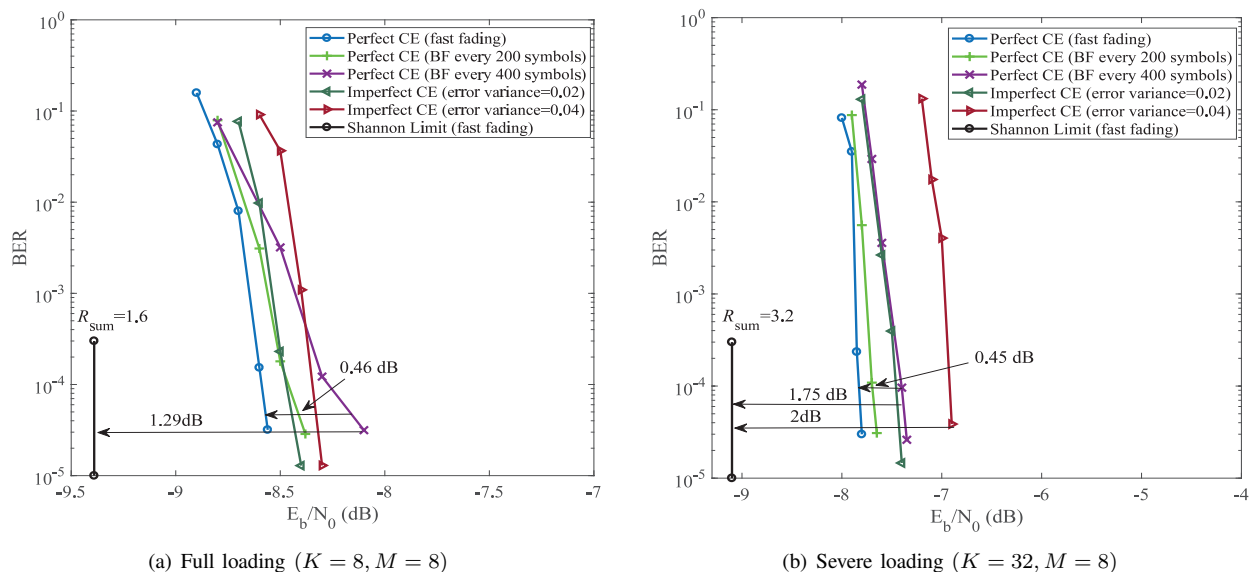 10^0
10^-1
10^-2
10^-3
10^-4
10^-5
BER
-9.5
-9
-8.5
-8
-7.5
-7
E_b/N_0 (dB)
Perfect CE (fast fading)
Perfect CE (BF every 200 symbols)
Perfect CE (BF every 400 symbols)
Imperfect CE (error variance=0.02)
Imperfect CE (error variance=0.04)
Shannon Limit (fast fading)
R_sum=1.6
0.46 dB
1.29dB
(a) Full loading (K = 8, M = 8)
10^0
10^-1
10^-2
10^-3
10^-4
10^-5
BER
-9
-8
-7
-6
-5
-4
E_b/N_0 (dB)
Perfect CE (fast fading)
Perfect CE (BF every 200 symbols)
Perfect CE (BF every 400 symbols)
Imperfect CE (error variance=0.02)
Imperfect CE (error variance=0.04)
Shannon Limit (fast fading)
R_sum=3.2
0.45 dB
1.75 dB
2dB
(b) Severe loading (K = 32, M = 8)